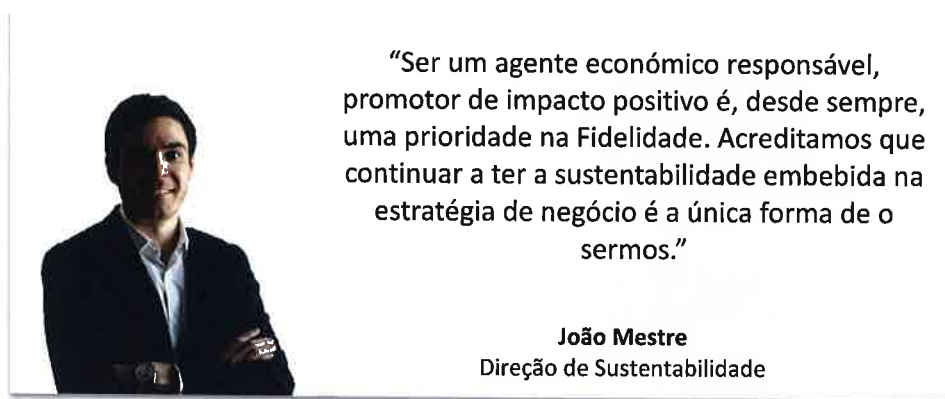 “Ser um agente económico responsável,
promotor de impacto positivo é, desde sempre,
uma prioridade na Fidelidade. Acreditamos que
continuar a ter a sustentabilidade embebida na
estratégia de negócio é a única forma de o
sermos.”
João Mestre
Direção de Sustentabilidade